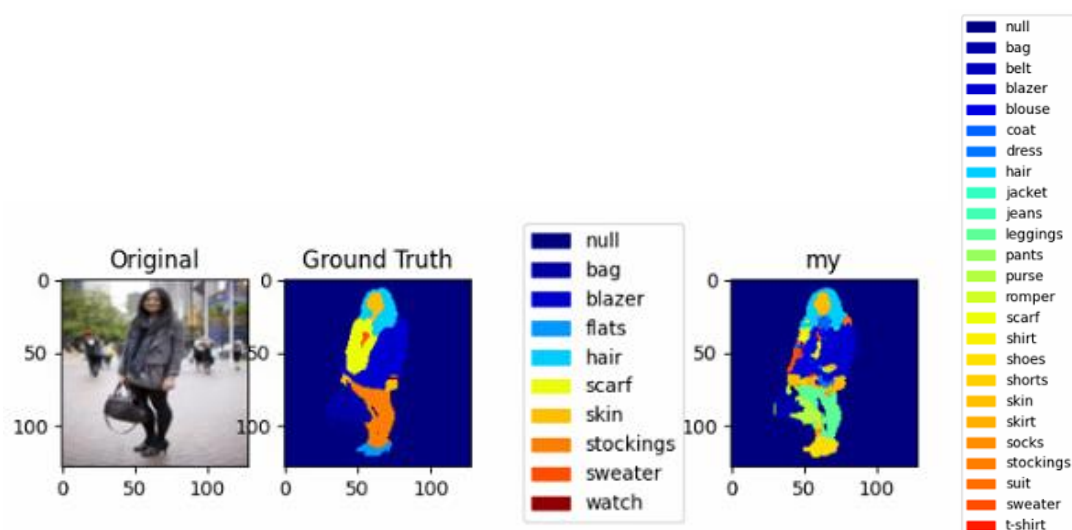 Original
0
50
100
0
50
100
Ground Truth
0
50
100
0
50
100
null
bag
blazer
flats
hair
scarf
skin
stockings
sweater
watch
my
0
50
100
0
50
100
null
bag
belt
blazer
blouse
coat
dress
hair
jacket
jeans
leggings
pants
purse
romper
scarf
shirt
shoes
shorts
skin
skirt
socks
stockings
suit
sweater
t-shirt